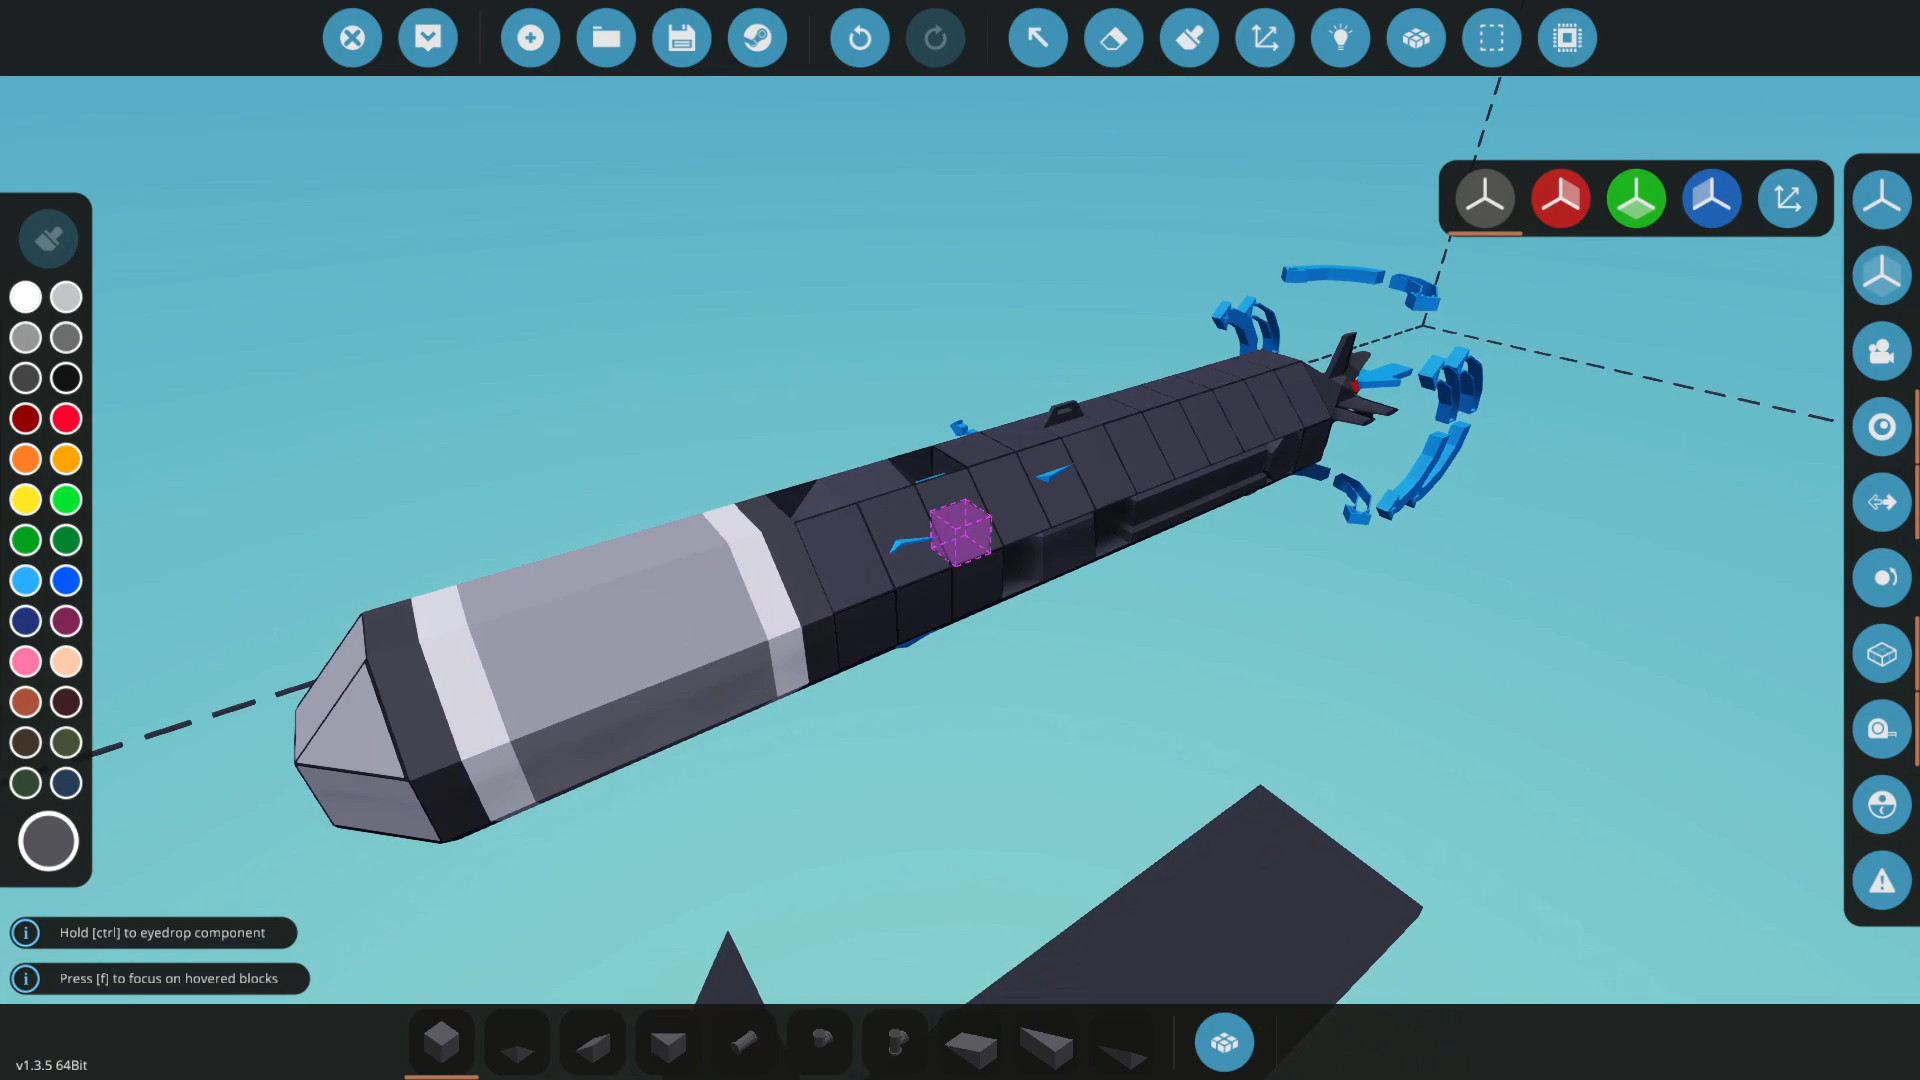 Hold [ctrl] to eyedrop component
Press [f] to focus on hovered blocks
v1.3.5 64Bit